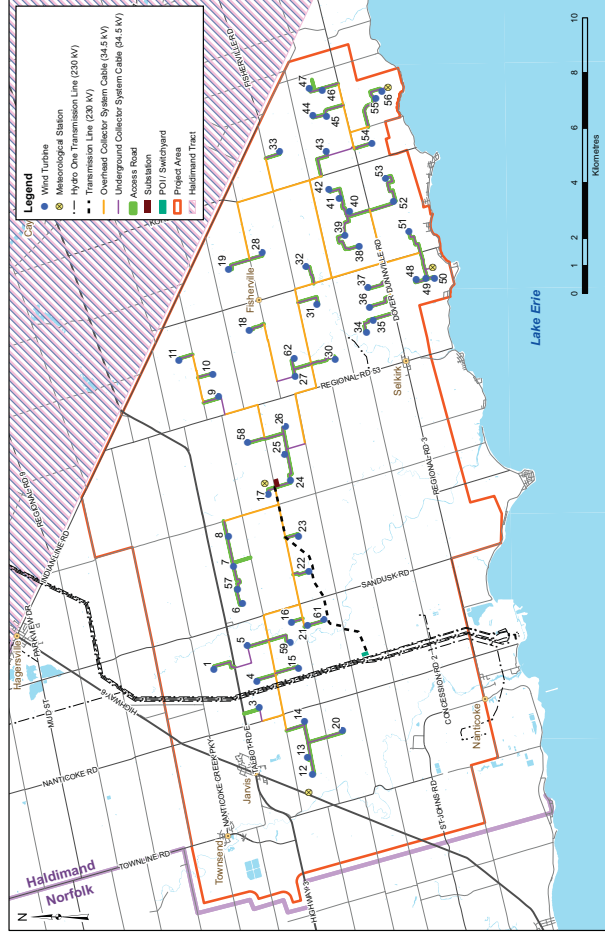 Legend
Wind Turbine
Meteorological Station
Hydro One Transmission Line (230 kV)
Transmission Line (230 kV)
Overhead Collector System Cable (34.5 kV)
Underground Collector System Cable (34.5 kV)
Access Road
Substation
POI / Switchyard
Project Area
Haldimand Tract
N
Haldimand
Norfolk
TOWNLINE RD
NANTICOKE RD
MUD ST
PARKVIEW DR
Hagersville
INDIAN LINE RD
REGIONAL RD 9
FISHERVILLE RD
HIGHWAY 6
Townsend
NANTICOKE CREEK PKY
Jarvis
TALBOT RD E
HIGHWAY 3
ST JOHNS RD
CONCESSION RD 2
Nanticoke
SANDUSK RD
REGIONAL RD 3
REGIONAL RD 53
Selkirk
DOVER DUNNVILLE RD
Fisherville
Lake Erie
1
3
4
5
6
7
8
9
10
11
12
13
14
15
16
17
18
19
20
21
22
23
24
25
26
27
28
30
31
32
33
34
35
36
37
38
39
40
41
42
43
44
45
46
47
48
49
50
51
52
53
54
55
56
57
58
59
61
62
0 1 2 4 6 8 10
Kilometres